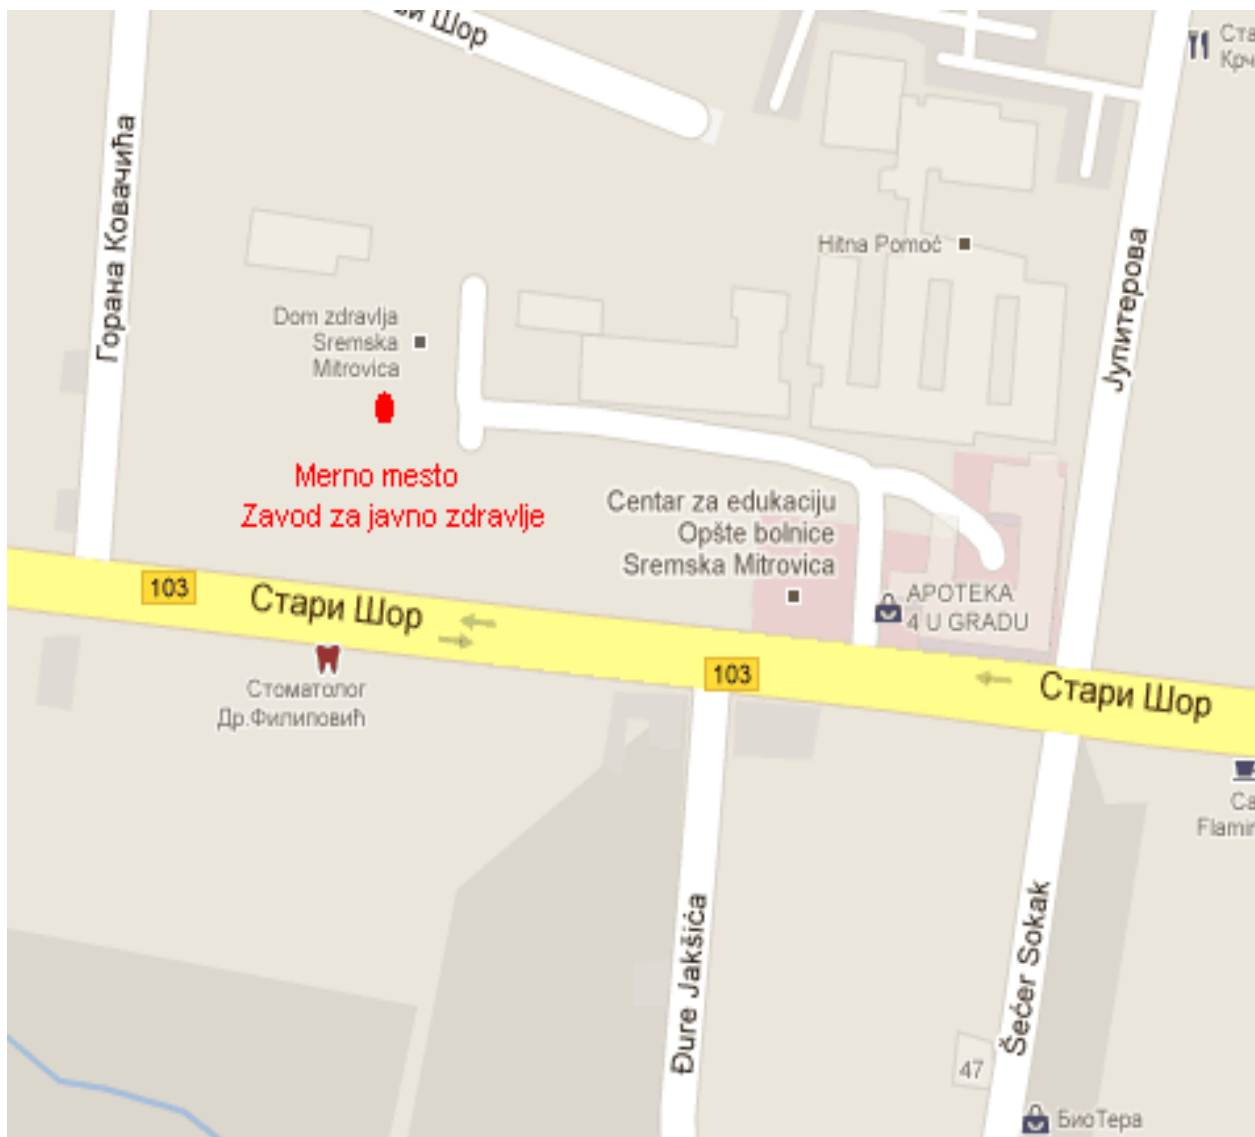 Стари Шор
Горана Ковачића
Hitna Pomoć
Јупитерова
Dom zdravlja
Sremska
Mitrovica
Merno mesto
Zavod za javno zdravlje
Centar za edukaciju
Opšte bolnice
Sremska Mitrovica
APOTEKA
4 U GRADU
103
Стари Шор
103
Стари Шор
Стоматолог
Др.Филиповић
Đure Jakšića
Šećer Sokak
47
БиоТера